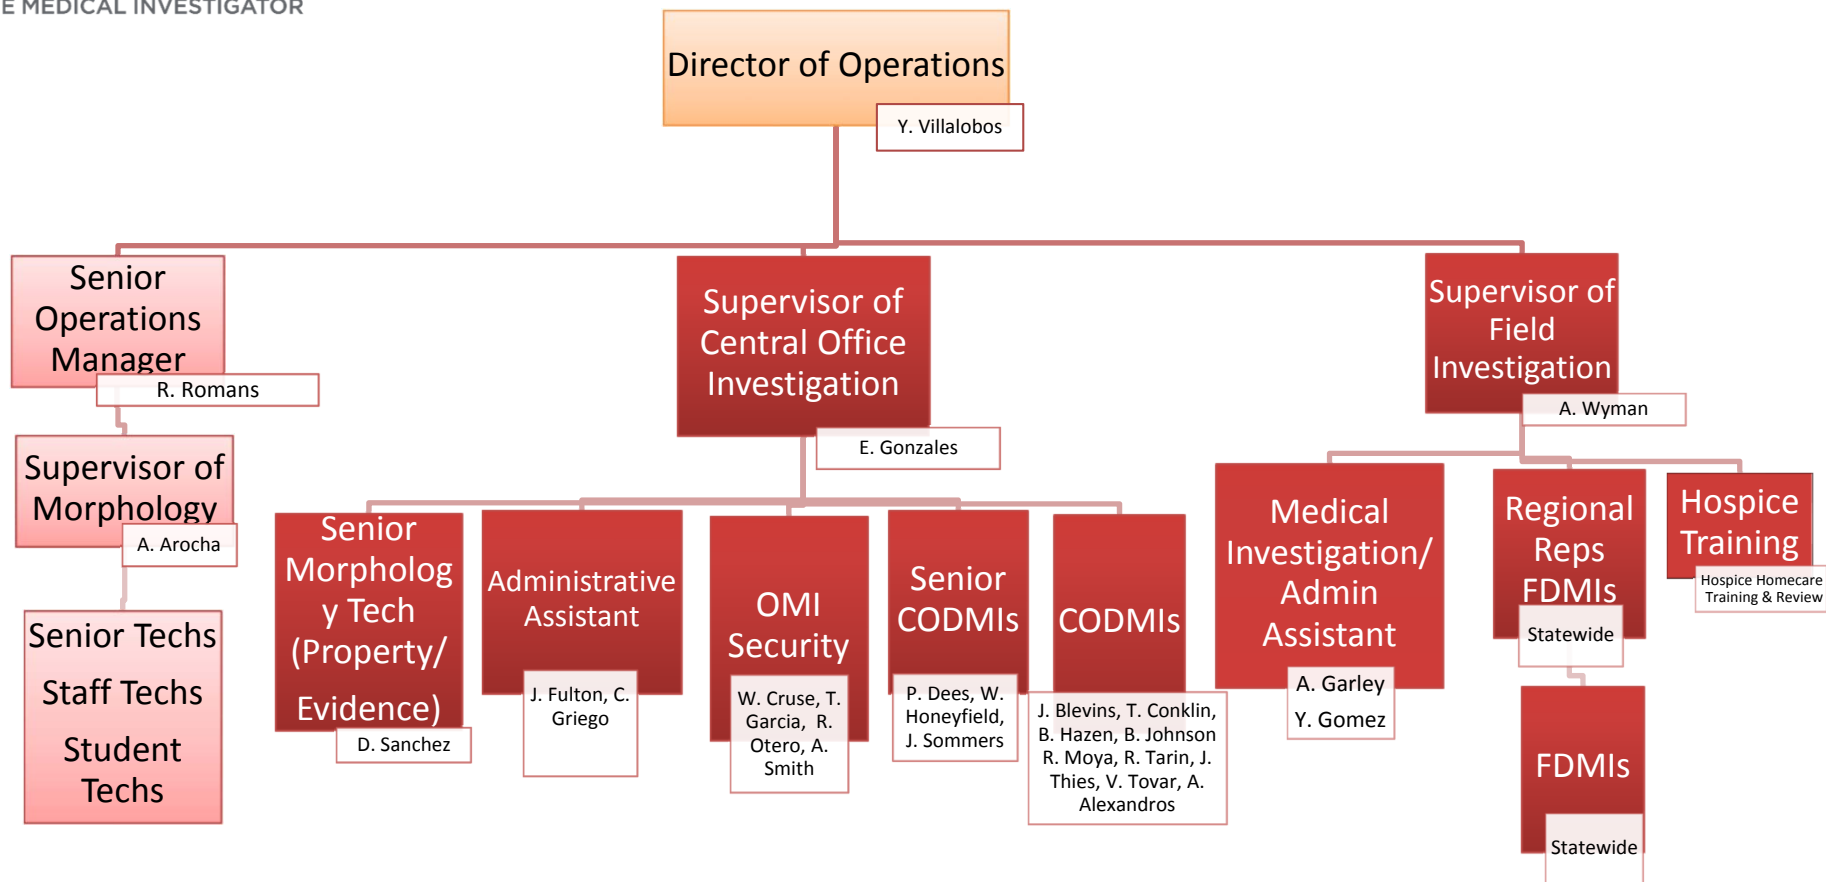 E MEDICAL INVESTIGATOR
Director of Operations
Y. Villalobos
Senior
Operations
Manager
R. Romans
Supervisor of
Morphology
A. Arocha
Senior Techs
Staff Techs
Student
Techs
Supervisor of
Central Office
Investigation
E. Gonzales
Senior
Morpholog
y Tech
(Property/
Evidence)
D. Sanchez
Administrative
Assistant
J. Fulton, C.
Griego
OMI
Security
W. Cruse, T.
Garcia, R.
Otero, A.
Smith
Senior
CODMIs
P. Dees, W.
Honeyfield,
J. Sommers
CODMIs
J. Blevins, T. Conklin,
B. Hazen, B. Johnson
R. Moya, R. Tarin, J.
Thies, V. Tovar, A.
Alexandros
Supervisor of
Field
Investigation
A. Wyman
Medical
Investigation/
Admin
Assistant
A. Garley
Y. Gomez
Regional
Reps
FDMIs
Statewide
FDMIs
Statewide
Hospice
Training
Hospice Homecare
Training & Review